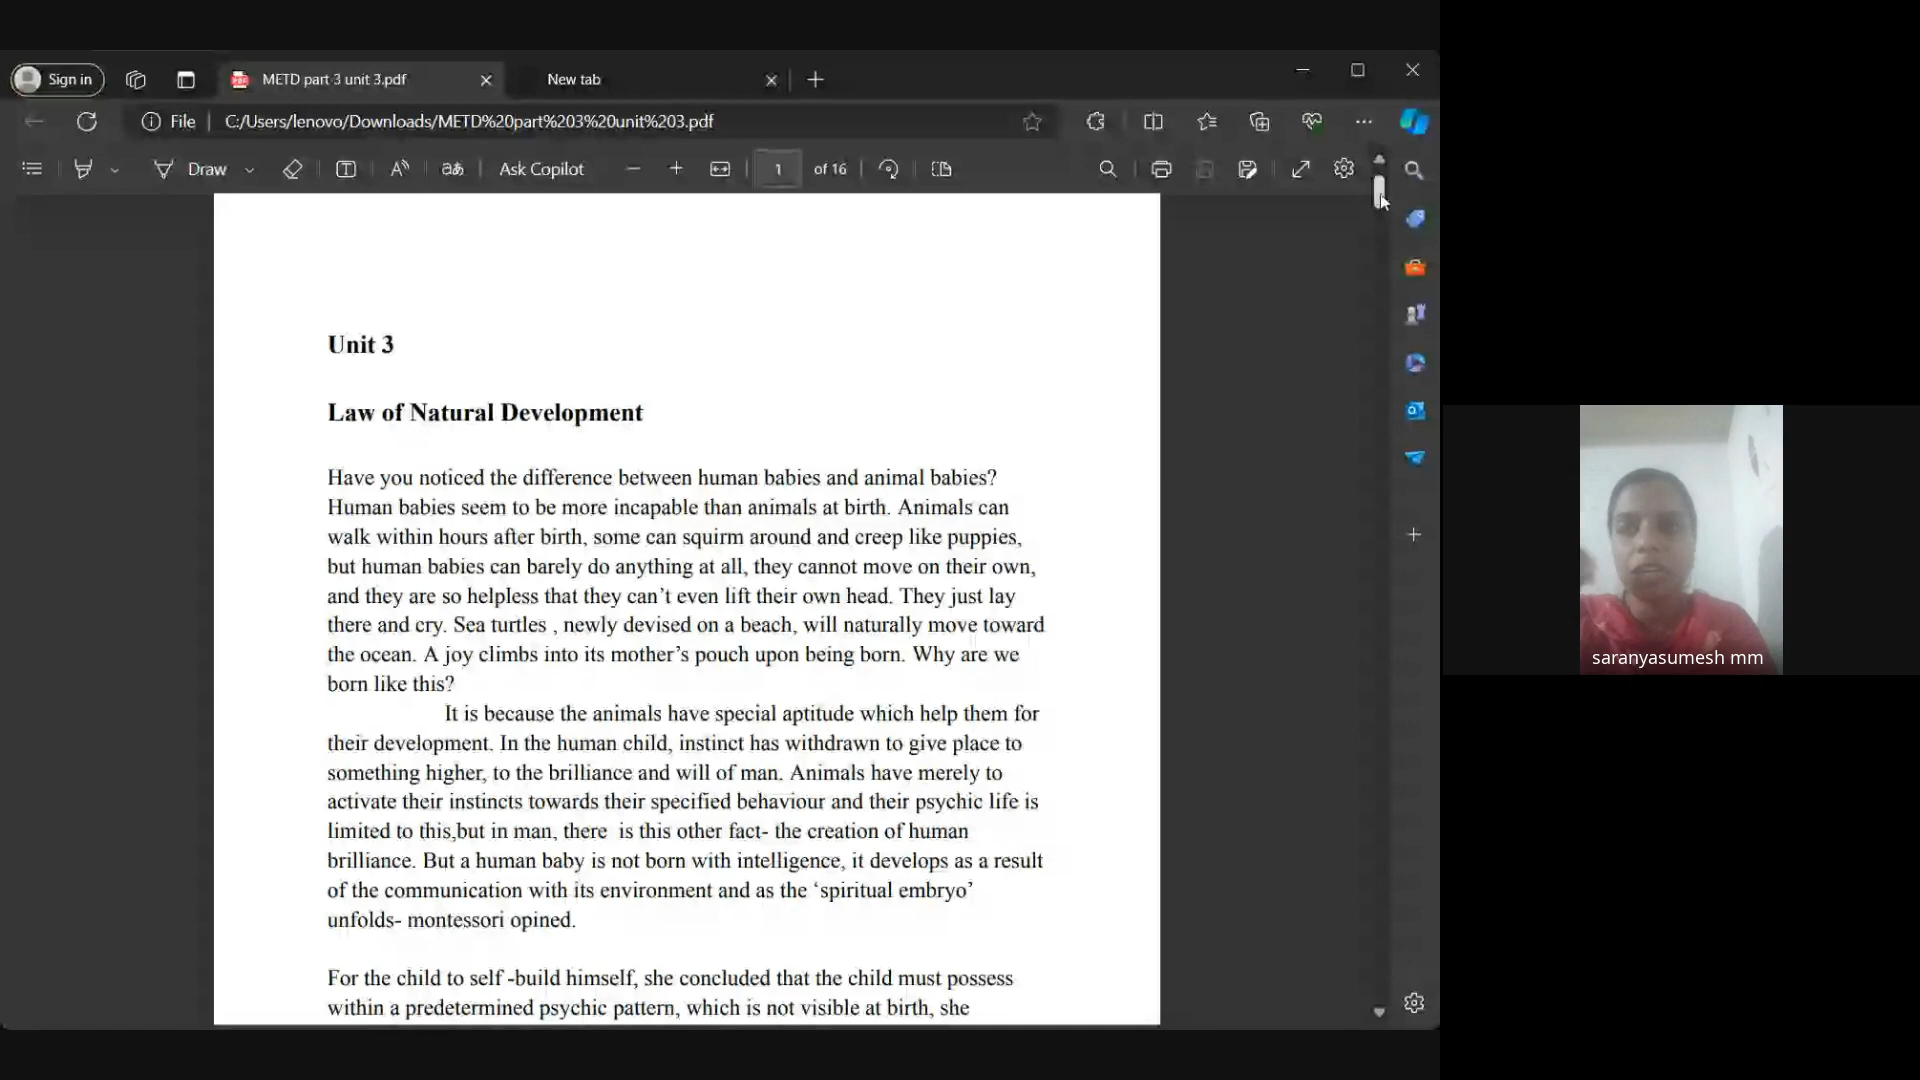 Sign in
METD part 3 unit 3.pdf
New tab
File
C:/Users/lenovo/Downloads/METD%20part%203%20unit%203.pdf
Draw
Ask Copilot
1
of 16
Unit 3
Law of Natural Development
Have you noticed the difference between human babies and animal babies?
Human babies seem to be more incapable than animals at birth. Animals can
walk within hours after birth, some can squirm around and creep like puppies,
but human babies can barely do anything at all, they cannot move on their own,
and they are so helpless that they can’t even lift their own head. They just lay
there and cry. Sea turtles , newly devised on a beach, will naturally move toward
the ocean. A joy climbs into its mother’s pouch upon being born. Why are we
born like this?
It is because the animals have special aptitude which help them for
their development. In the human child, instinct has withdrawn to give place to
something higher, to the brilliance and will of man. Animals have merely to
activate their instincts towards their specified behaviour and their psychic life is
limited to this,but in man, there  is this other fact- the creation of human
brilliance. But a human baby is not born with intelligence, it develops as a result
of the communication with its environment and as the ‘spiritual embryo’
unfolds- montessori opined.
For the child to self -build himself, she concluded that the child must possess
within a predetermined psychic pattern, which is not visible at birth, she
saranyasumesh mm